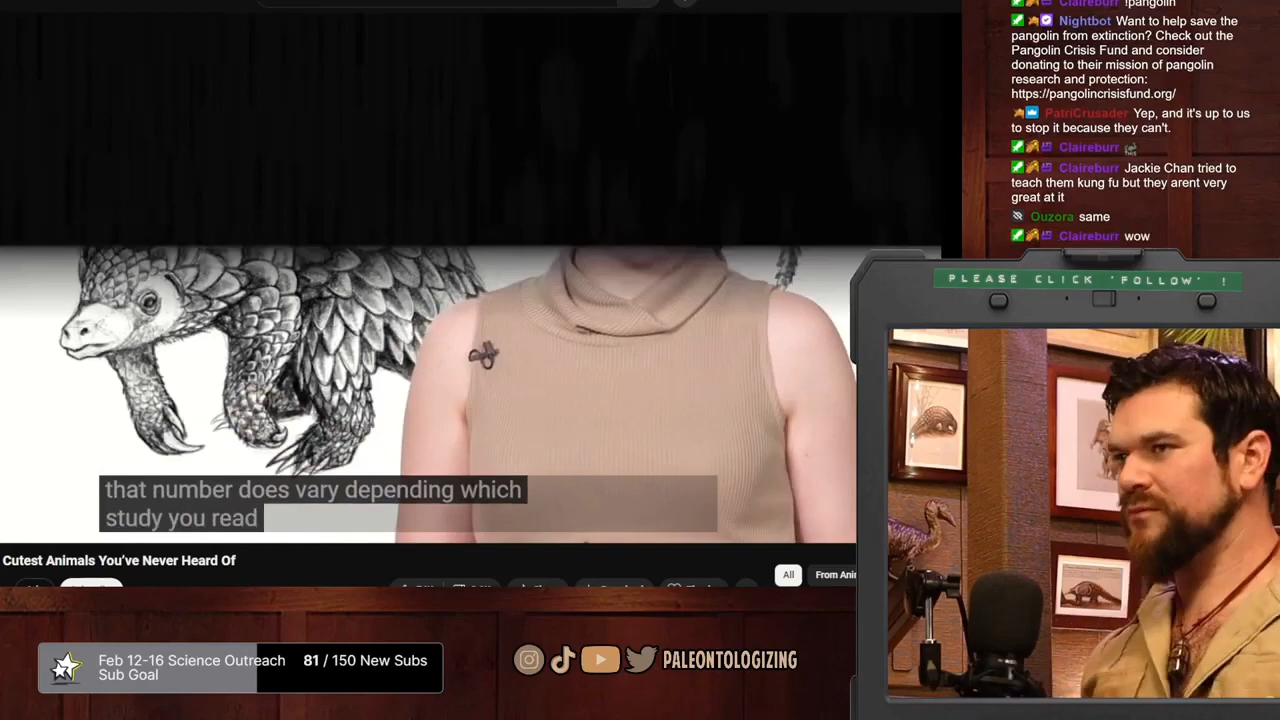 Claireburr !pangolin
Nightbot Want to help save the
pangolin from extinction? Check out the
Pangolin Crisis Fund and consider
donating to their mission of pangolin
research and protection:
https://pangolincrisisfund.org/
PatriCrusader Yep, and it's up to us
to stop it because they can't.
Claireburr
Claireburr Jackie Chan tried to
teach them kung fu but they arent very
great at it
Ouzora same
Claireburr wow
PLEASE CLICK "FOLLOW" !
that number does vary depending which
study you read
Cutest Animals You've Never Heard Of
All
From Anim
Feb 12-16 Science Outreach
Sub Goal
81 / 150 New Subs
PALEONTOLOGIZING